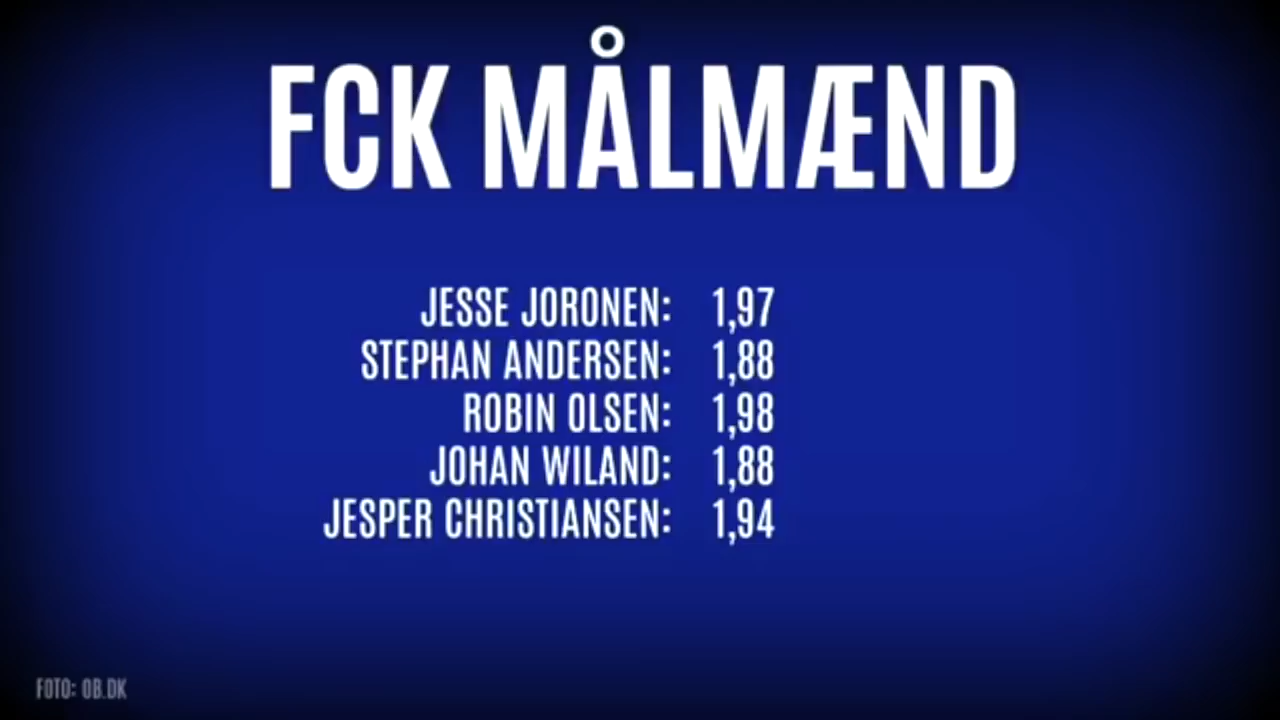 FCK MÅLMÆND
JESSE JORONEN: 1,97
STEPHAN ANDERSEN: 1,88
ROBIN OLSEN: 1,98
JOHAN WILAND: 1,88
JESPER CHRISTIANSEN: 1,94
FOTO: OB.DK